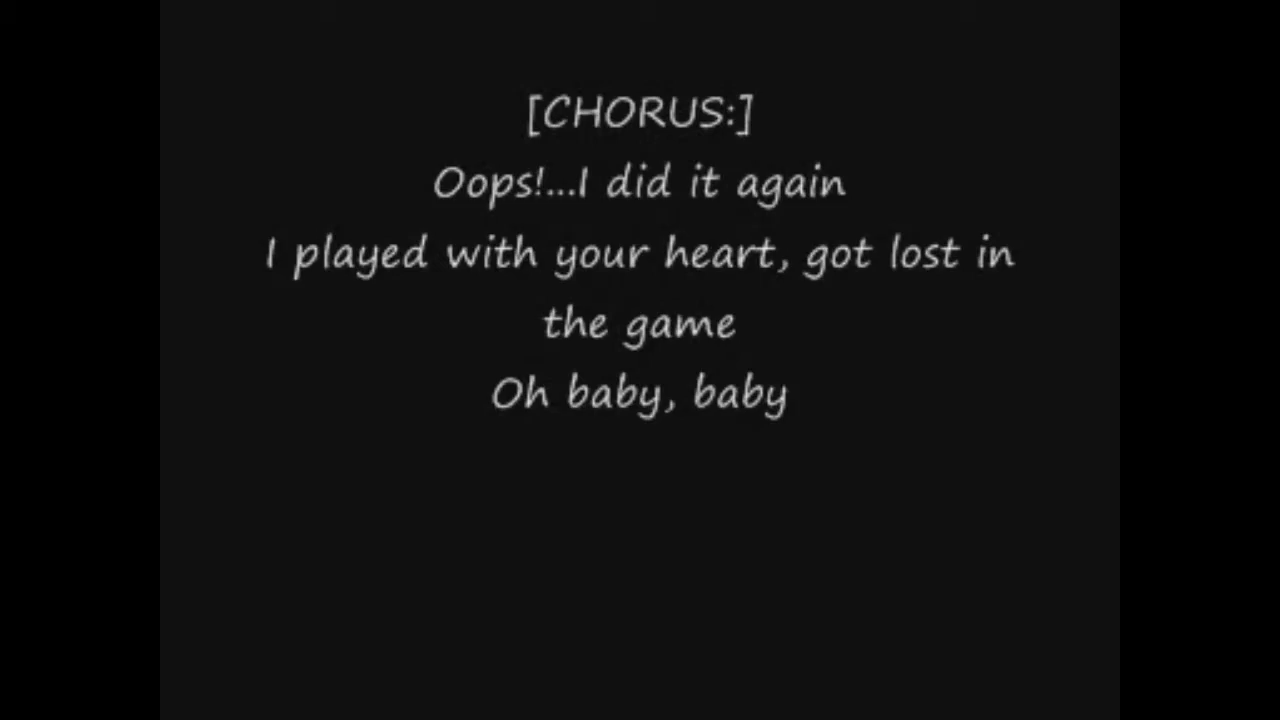 [CHORUS:]
Oops!...I did it again
I played with your heart, got lost in
the game
Oh baby, baby